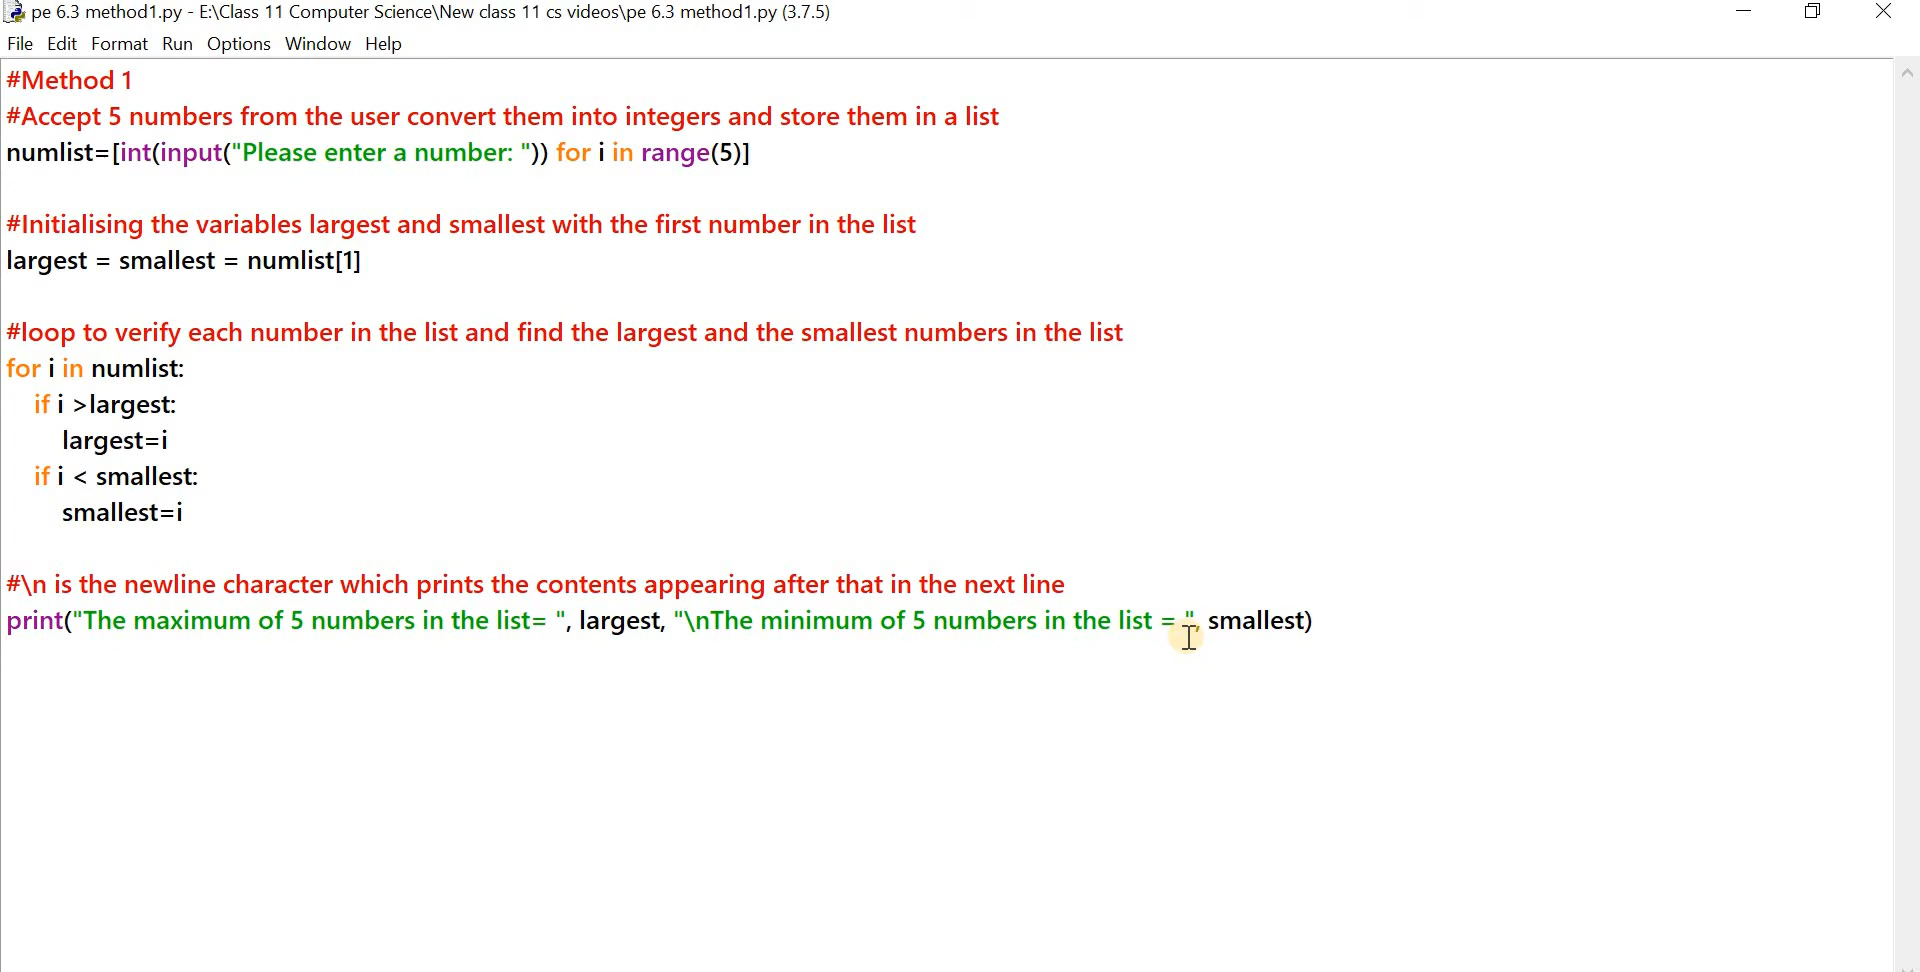 pe 6.3 method1.py - E:\Class 11 Computer Science\New class 11 cs videos\pe 6.3 method1.py (3.7.5)
File Edit Format Run Options Window Help
#Method 1
#Accept 5 numbers from the user convert them into integers and store them in a list
numlist=[int(input("Please enter a number: ")) for i in range(5)]
#Initialising the variables largest and smallest with the first number in the list
largest = smallest = numlist[1]
#loop to verify each number in the list and find the largest and the smallest numbers in the list
for i in numlist:
if i >largest:
largest=i
if i < smallest:
smallest=i
#\n is the newline character which prints the contents appearing after that in the next line
print("The maximum of 5 numbers in the list= ", largest, "\nThe minimum of 5 numbers in the list = ", smallest)